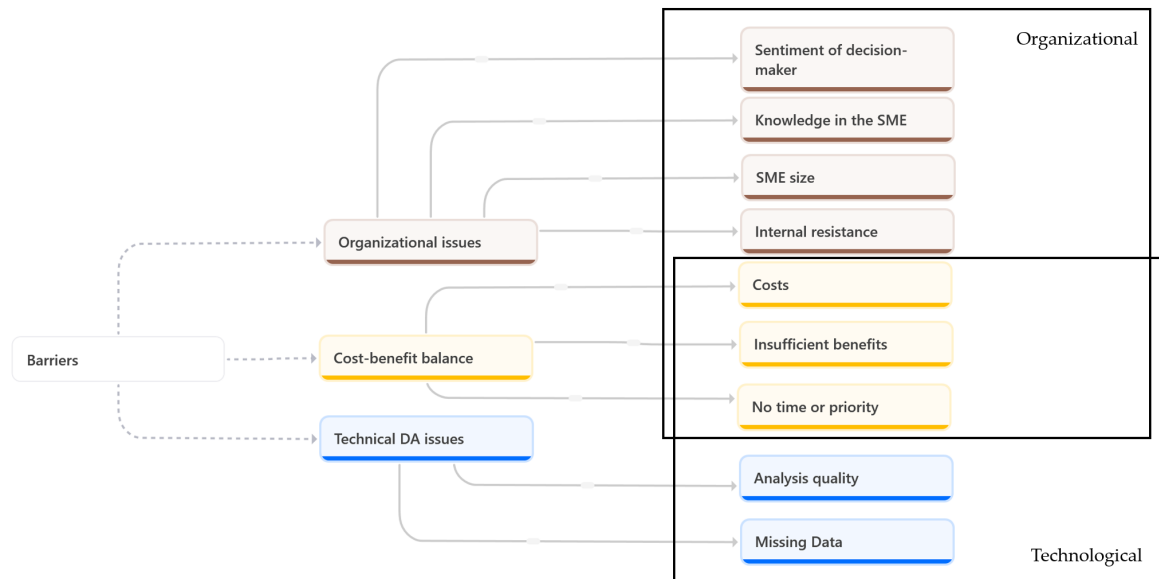 Organizational
Sentiment of decision-
maker
Knowledge in the SME
SME size
Internal resistance
Organizational issues
Costs
Insufficient benefits
No time or priority
Cost-benefit balance
Barriers
Technical DA issues
Analysis quality
Missing Data
Technological